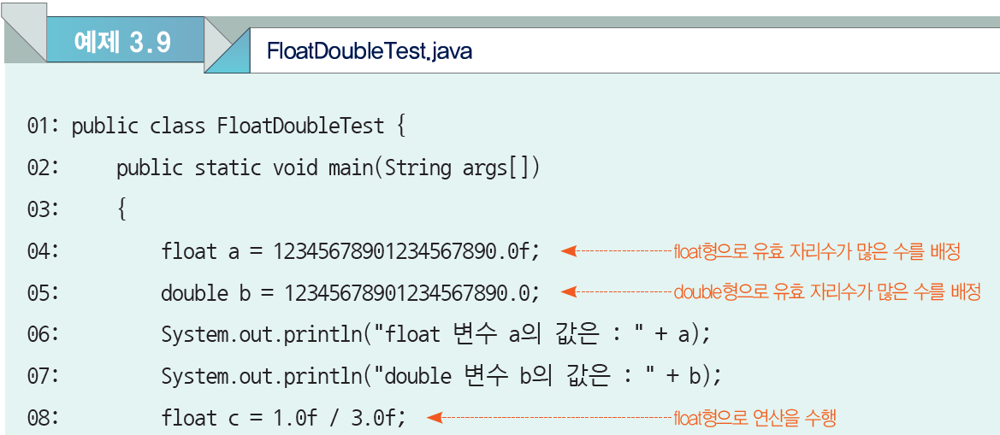 예제 3.9
FloatDoubleTest.java
01: public class FloatDoubleTest {
02: public static void main(String args[])
03: {
04: float a = 12345678901234567890.0f; float형으로 유효 자리수가 많은 수를 배정
05: double b = 12345678901234567890.0; double형으로 유효 자리수가 많은 수를 배정
06: System.out.println("float 변수 a의 값은 : " + a);
07: System.out.println("double 변수 b의 값은 : " + b);
08: float c = 1.0f / 3.0f; float형으로 연산을 수행